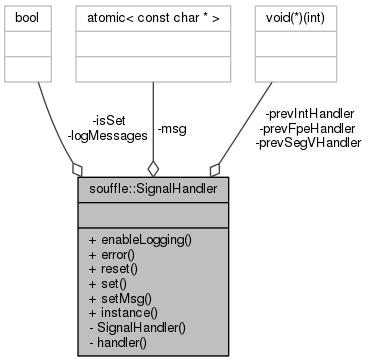 bool
atomic< const char * >
void(*)(int)
-isSet
-logMessages
-msg
-prevIntHandler
-prevFpeHandler
-prevSegVHandler
souffle::SignalHandler
+ enableLogging()
+ error()
+ reset()
+ set()
+ setMsg()
+ instance()
- SignalHandler()
- handler()